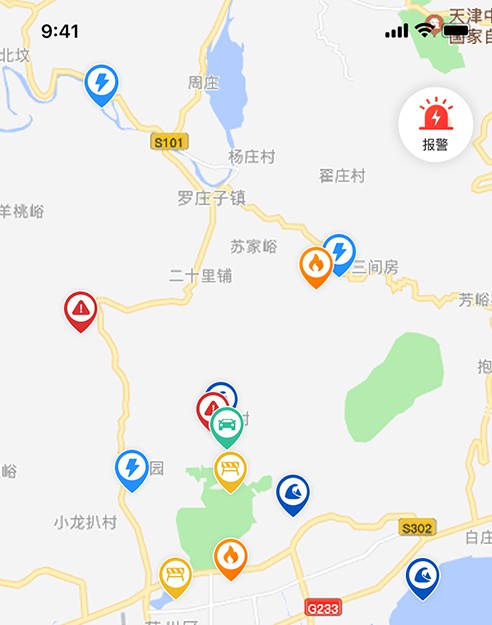 9:41
天津中
国家自
北坟
周庄
报警
S101
杨庄村
翟庄村
羊桃峪
罗庄子镇
苏家峪
三间房
二十里铺
芳峪
抱
村
园
峪
小龙扒村
S302
白庄
G233